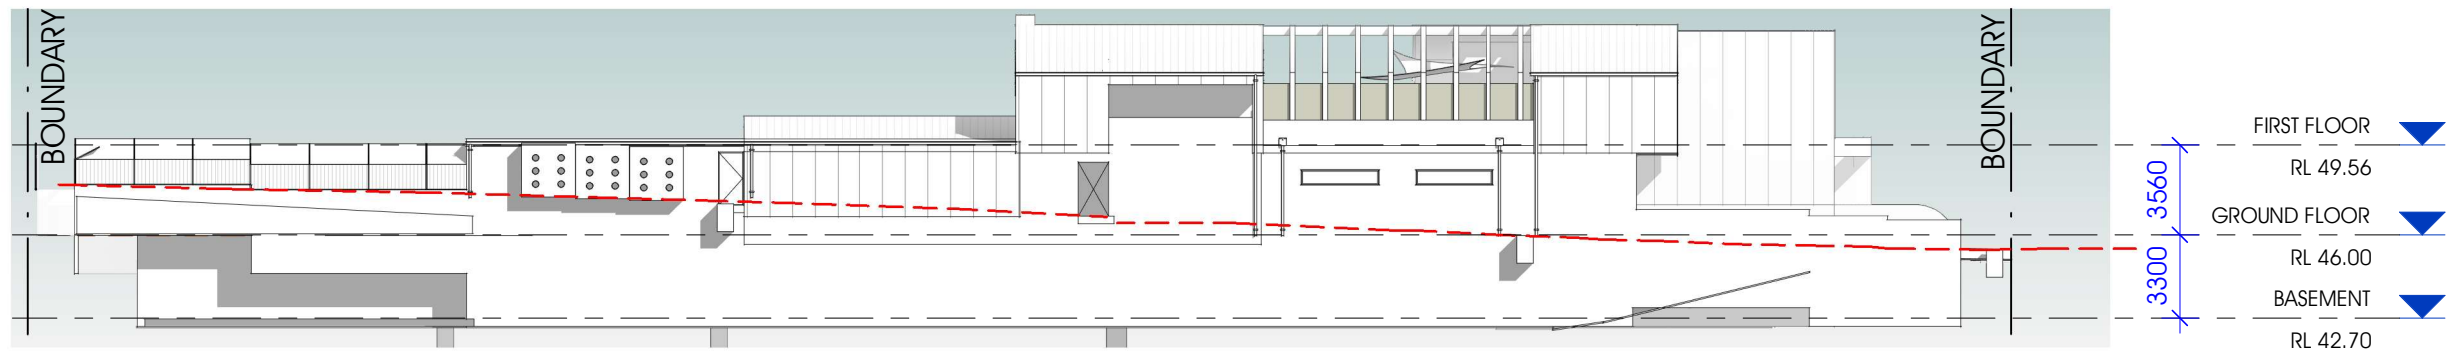 BOUNDARY
BOUNDARY
FIRST FLOOR
RL 49.56
3560
GROUND FLOOR
RL 46.00
3300
BASEMENT
RL 42.70